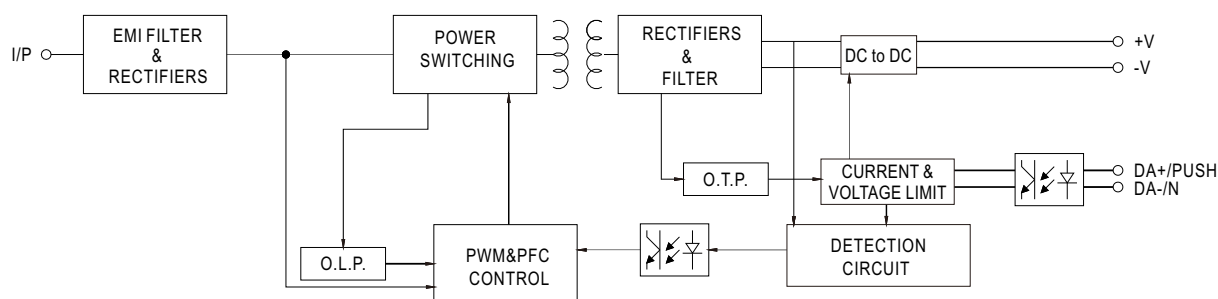 I/P
EMI FILTER
&
RECTIFIERS
POWER
SWITCHING
RECTIFIERS
&
FILTER
DC to DC
+V
-V
O.T.P.
CURRENT &
VOLTAGE LIMIT
DA+/PUSH
DA-/N
O.L.P.
PWM&PFC
CONTROL
DETECTION
CIRCUIT